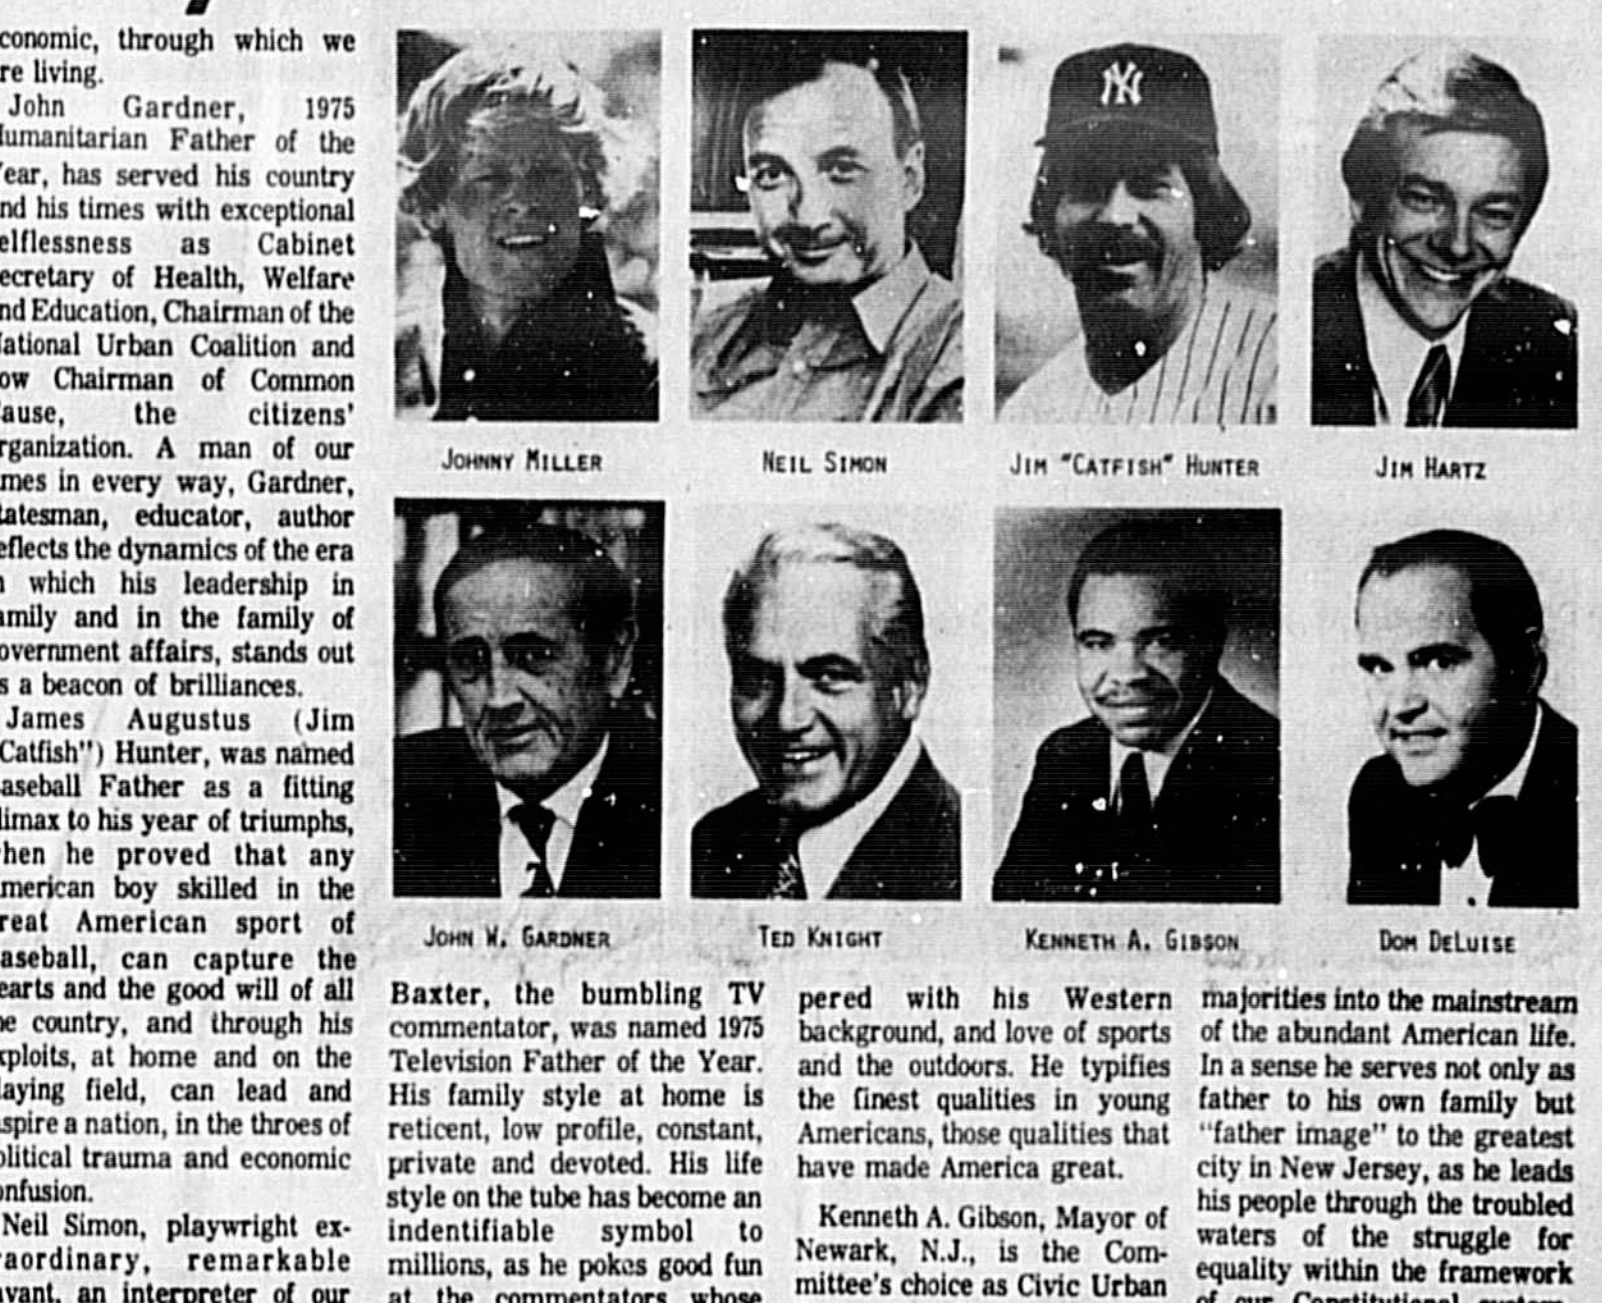 conomic, through which we
re living.
John Gardner, 1975
umanitarian Father of the
ear, has served his country
nd his times with exceptional
elflessness as Cabinet
ecretary of Health, Welfare
nd Education, Chairman of the
ational Urban Coalition and
ow Chairman of Common
ause, the citizens'
rganization. A man of our
mes in every way, Gardner,
tatesman, educator, author
eflects the dynamics of the era
which his leadership in
amily and in the family of
overnment affairs, stands out
s a beacon of brilliances.
James Augustus (Jim
Catfish") Hunter, was named
aseball Father as a fitting
limax to his year of triumphs,
hen he proved that any
merican boy skilled in the
reat American sport of
aseball, can capture the
earts and the good will of all
e country, and through his
xploits, at home and on the
laying field, can lead and
spire a nation, in the throes of
olitical trauma and economic
onfusion.
Neil Simon, playwright ex-
raordinary, remarkable
avant, an interpreter of our
NY
JOHNNY MILLER
NEIL SIMON
JIM "CATFISH" HUNTER
JIM HARTZ
JOHN W. GARDNER
TED KNIGHT
KENNETH A. GIBSON
DOM DELUISE
Baxter, the bumbling TV
commentator, was named 1975
Television Father of the Year.
His family style at home is
reticent, low profile, constant,
private and devoted. His life
style on the tube has become an
indentifiable symbol to
millions, as he pokes good fun
at the commentators whose
pered with his Western
background, and love of sports
and the outdoors. He typifies
the finest qualities in young
Americans, those qualities that
have made America great.
Kenneth A. Gibson, Mayor of
Newark, N.J., is the Com-
mittee's choice as Civic Urban
majorities into the mainstream
of the abundant American life.
In a sense he serves not only as
father to his own family but
"father image" to the greatest
city in New Jersey, as he leads
his people through the troubled
waters of the struggle for
equality within the framework
of our Constitutional system